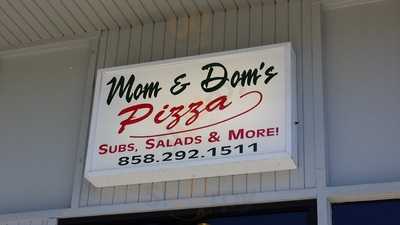 Mom & Dom's
Pizza
SUBS, SALADS & MORE!
858.292.1511